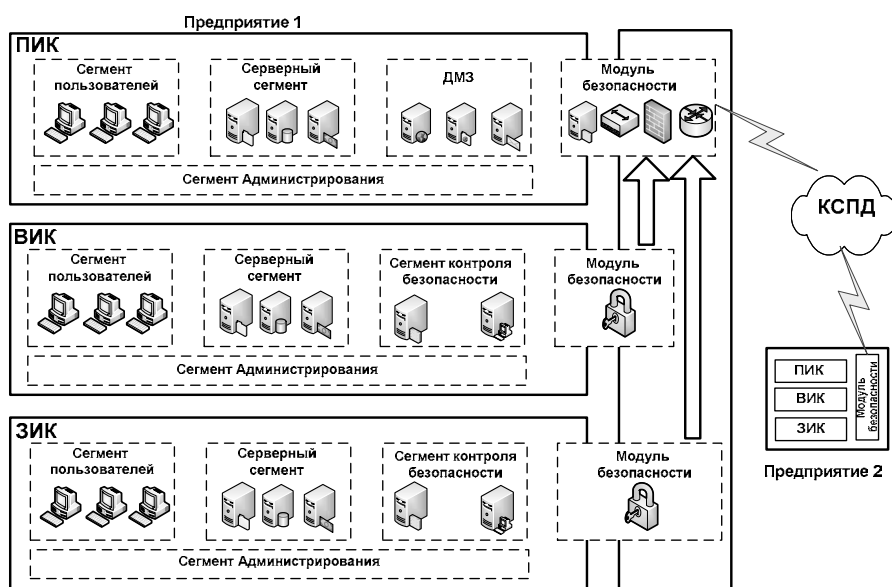 Предприятие 1
ПИК
Сегмент
пользователей
Серверный
сегмент
ДМЗ
Модуль
безопасности
Сегмент Администрирования
КСПД
ВИК
Сегмент
пользователей
Серверный
сегмент
Сегмент контроля
безопасности
Модуль
безопасности
Сегмент Администрирования
ПИК
ВИК
ЗИК
Модуль
безопасности
Предприятие 2
ЗИК
Сегмент
пользователей
Серверный
сегмент
Сегмент контроля
безопасности
Модуль
безопасности
Сегмент Администрирования